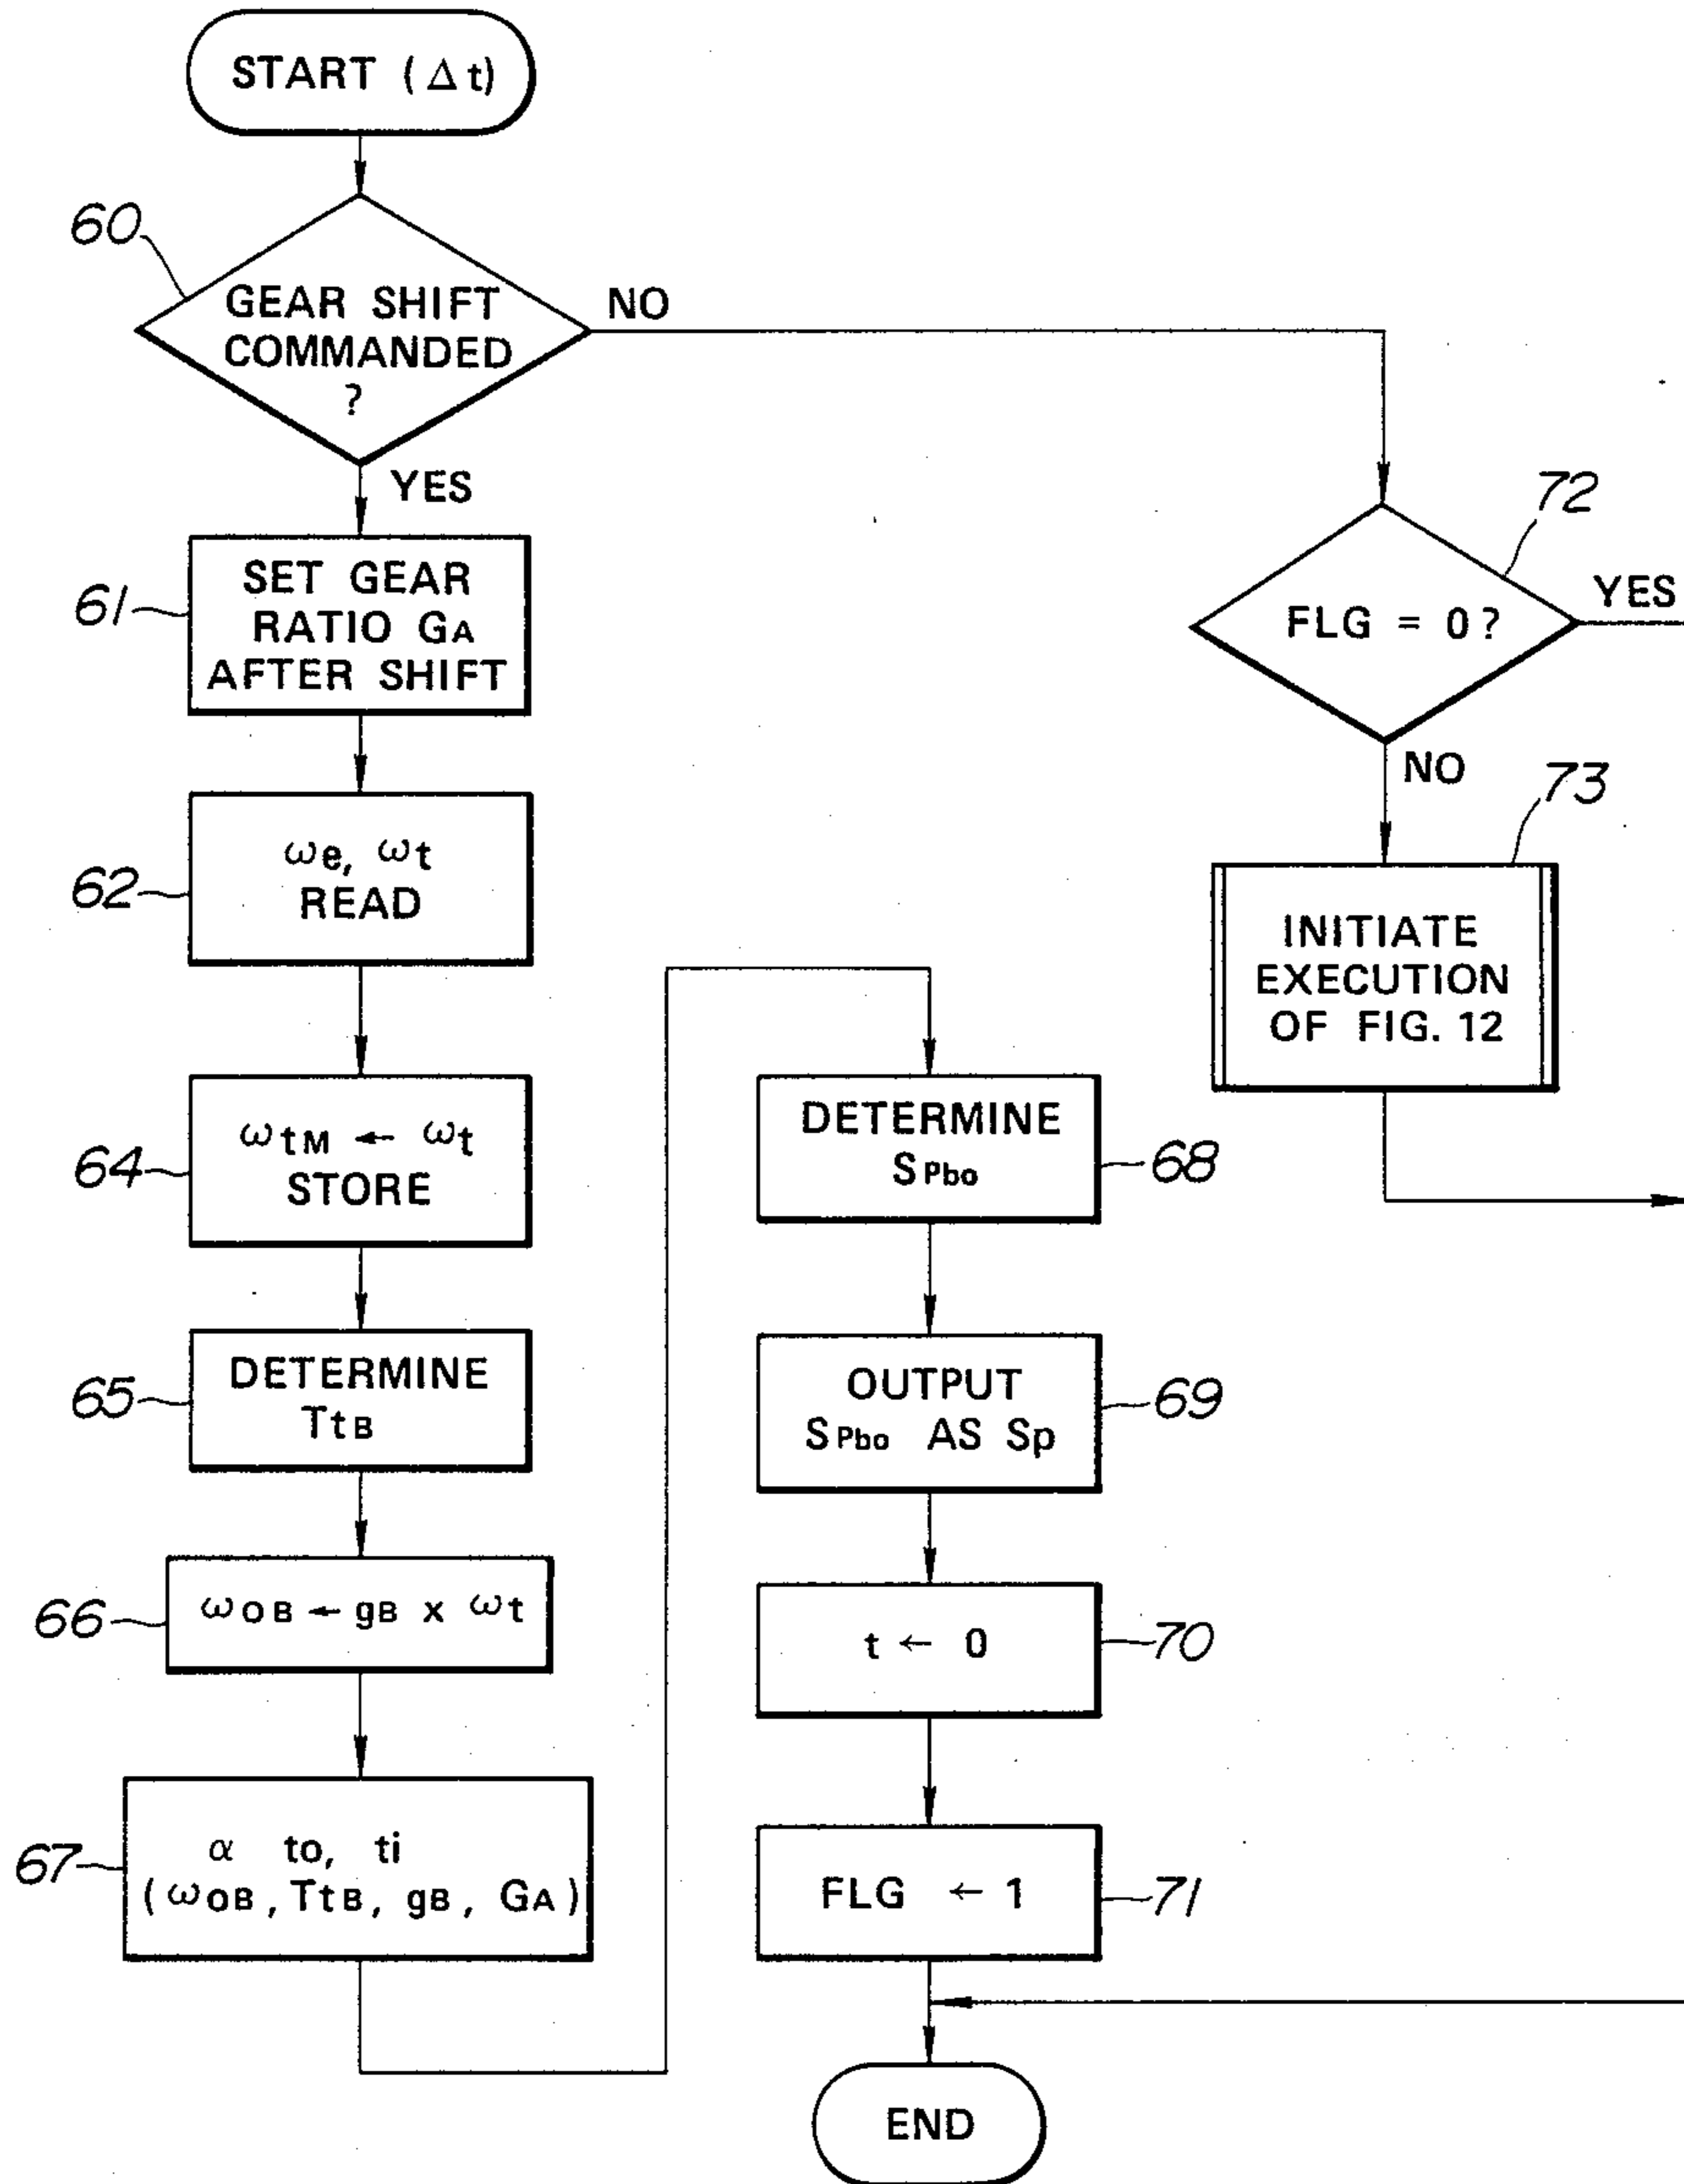 START (Δt)
60
GEAR SHIFT
COMMANDED
?
NO
YES
61
SET GEAR
RATIO GA
AFTER SHIFT
62
ωe, ωt
READ
64
ωtM ← ωt
STORE
65
DETERMINE
TtB
66
ωOB ← gB x ωt
67
α to, ti
(ωOB, TtB, gB, GA)
DETERMINE
SPbo
68
OUTPUT
SPbo AS Sp
69
t ← 0
70
FLG ← 1
71
END
72
FLG = 0?
YES
NO
73
INITIATE
EXECUTION
OF FIG. 12